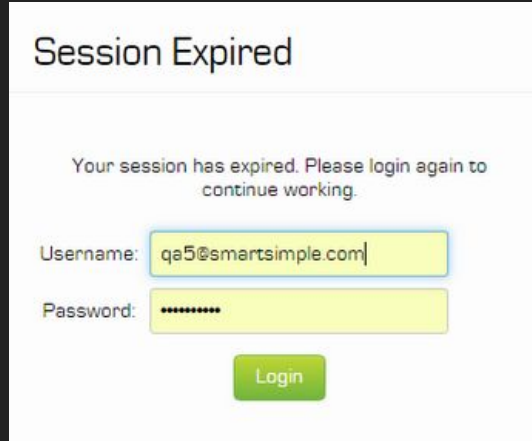 Session Expired
Your session has expired. Please login again to
continue working.
Username: qa5@smartsimple.com
Password: ••••••••••
Login